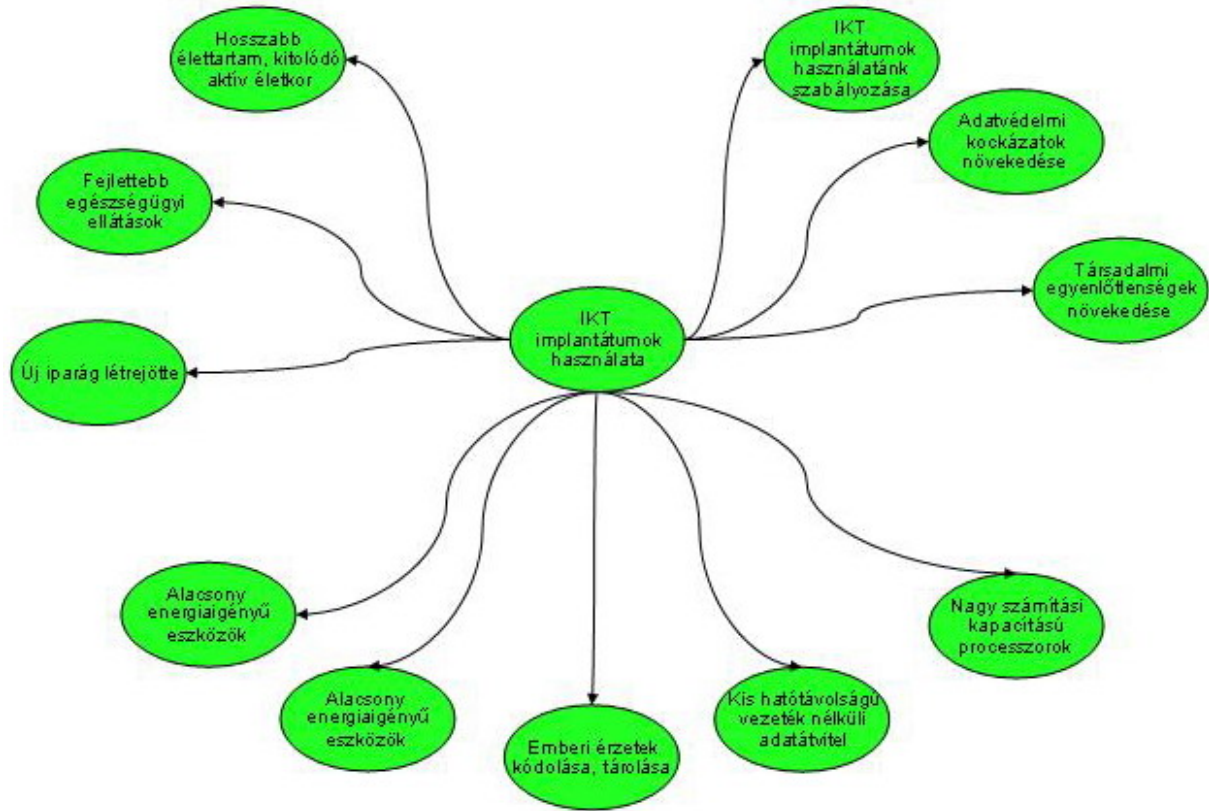 Hosszabb
élettartam, kitolódó
aktív életkor
IKT
implantátumok
használatánk
szabályozása
Adatvédelmi
kockázatok
növekedése
Fejlettebb
egészségügyi
ellátások
Társadalmi
egyenlőtlenségek
növekedése
IKT
implantátumok
használata
Új iparág létrejötte
Alacsony
energiaigényű
eszközök
Nagy számítási
kapacítású
processzorok
Alacsony
energiaigényű
eszközök
Emberi érzetek
kódolása, tárolása
Kis hatótávolságú
vezeték nélküli
adatátvitel